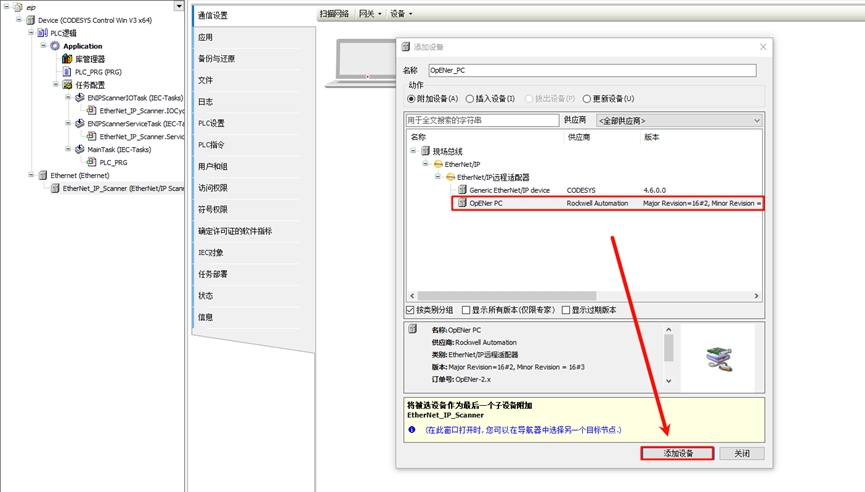 eip
Device (CODESYS Control Win V3 x64)
PLC逻辑
Application
库管理器
PLC_PRG (PRG)
任务配置
ENIPScannerIOTask (IEC-Tasks)
EtherNet_IP_Scanner.IOCyc
ENIPScannerServiceTask (IEC-Ta
EtherNet_IP_Scanner.Servic
MainTask (IEC-Tasks)
PLC_PRG
Ethernet (Ethernet)
EtherNet_IP_Scanner (EtherNet/IP Scan
通信设置
应用
备份与还原
文件
日志
PLC设置
PLC指令
用户和组
访问权限
符号权限
确定许可证的软件指标
IEC对象
任务部署
状态
信息
扫描网络 网关 设备
添加设备
名称 OpENer_PC
动作
附加设备(A) 插入设备(I) 拔出设备(P) 更新设备(U)
用于全文搜索的字符串 供应商 <全部供应商>
名称 供应商 版本
现场总线
EtherNet/IP
EtherNet/IP远程适配器
Generic EtherNet/IP device CODESYS 4.6.0.0
OpENer PC Rockwell Automation Major Revision=16#2, Minor Revision =
按类别分组 显示所有版本(仅限专家) 显示过期版本
名称: OpENer PC
供应商: Rockwell Automation
类别: EtherNet/IP远程适配器
版本: Major Revision=16#2, Minor Revision = 16#3
订单号: OpENer-2.x
将被选设备作为最后一个子设备附加
EtherNet_IP_Scanner
(在此窗口打开时,您可以在导航器中选择另一个目标节点.)
添加设备 关闭